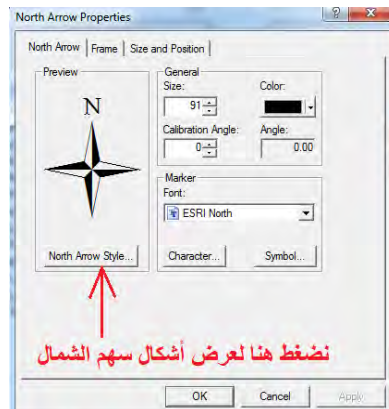 North Arrow Properties
North Arrow Frame Size and Position
Preview
N
North Arrow Style...
General
Size: Color:
91
Calibration Angle: Angle:
0 0.00
Marker
Font:
ESRI North
Character... Symbol...
نضغط هنا لعرض أشكال سهم الشمال
OK Cancel Apply